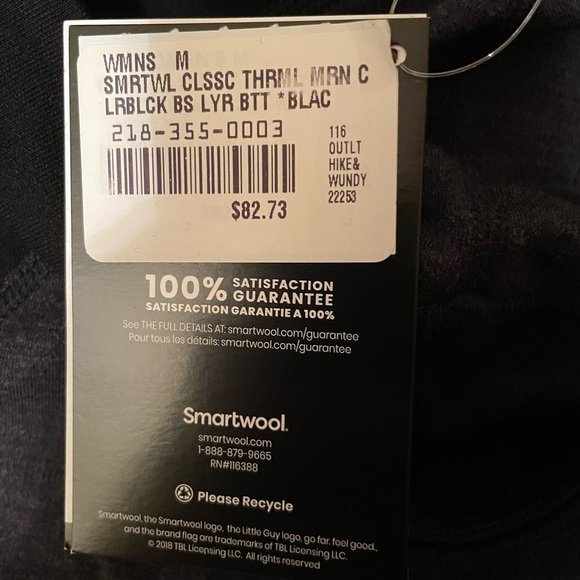 WMNS M
SMRTWL CLSSC THRML MRN C
LRBLCK BS LYR BTT *BLAC
218-355-0003
116
OUTLT
HIKE&
WUNDY
22253
$82.73
100% SATISFACTION GUARANTEE
SATISFACTION GARANTIE A 100%
See THE FULL DETAILS AT: smartwool.com/guarantee
Pour tous les détails: smartwool.com/guarantee
Smartwool.
smartwool.com
1-888-879-9665
RN#116388
Please Recycle
Smartwool, the Smartwool logo, the Little Guy logo, go far. feel good.,
and the brand flag are trademarks of TBL Licensing LLC.
© 2018 TBL Licensing LLC. All rights reserved